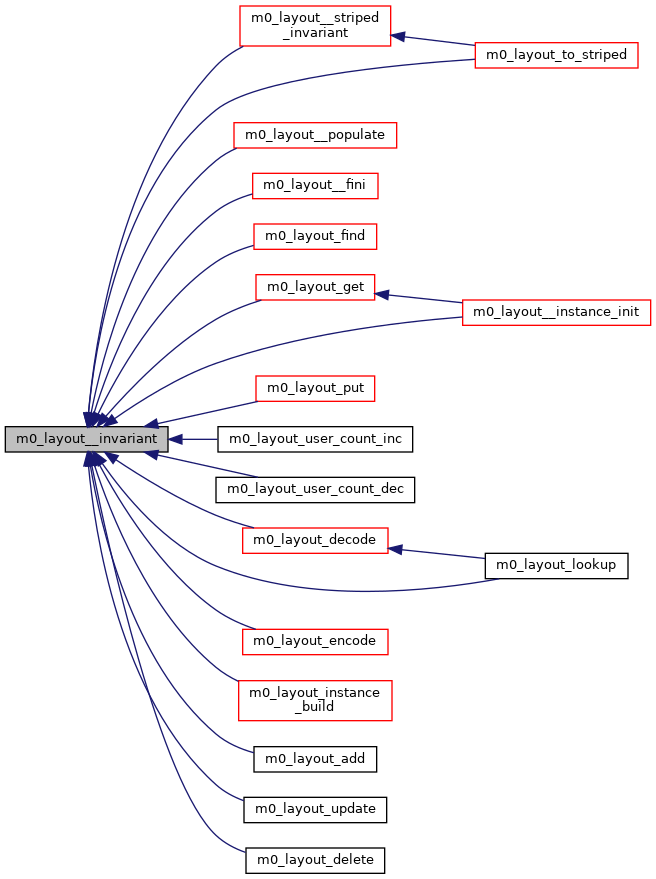 m0_layout__striped
_invariant
m0_layout_to_striped
m0_layout__populate
m0_layout__fini
m0_layout_find
m0_layout_get
m0_layout__instance_init
m0_layout_put
m0_layout__invariant
m0_layout_user_count_inc
m0_layout_user_count_dec
m0_layout_decode
m0_layout_lookup
m0_layout_encode
m0_layout_instance
_build
m0_layout_add
m0_layout_update
m0_layout_delete